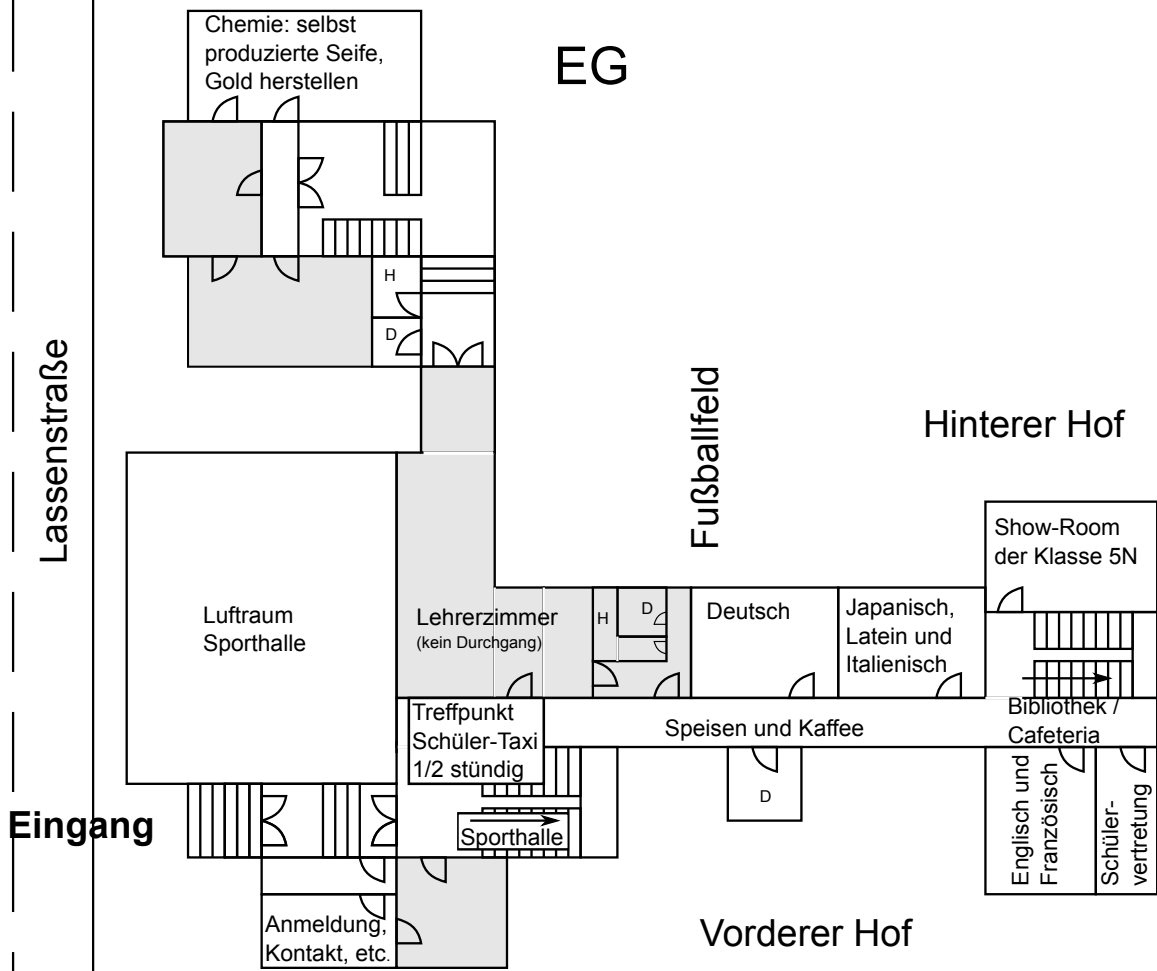 Chemie: selbst
produzierte Seife,
Gold herstellen
EG
H
D
Lassenstraße
Fußballfeld
Hinterer Hof
Show-Room
der Klasse 5N
Luftraum
Sporthalle
Lehrerzimmer
(kein Durchgang)
H
D
Deutsch
Japanisch,
Latein und
Italienisch
Treffpunkt
Schüler-Taxi
1/2 stündig
Speisen und Kaffee
Bibliothek /
Cafeteria
Eingang
Sporthalle
D
Englisch und
Französisch
Schüler-
vertretung
Anmeldung,
Kontakt, etc.
Vorderer Hof